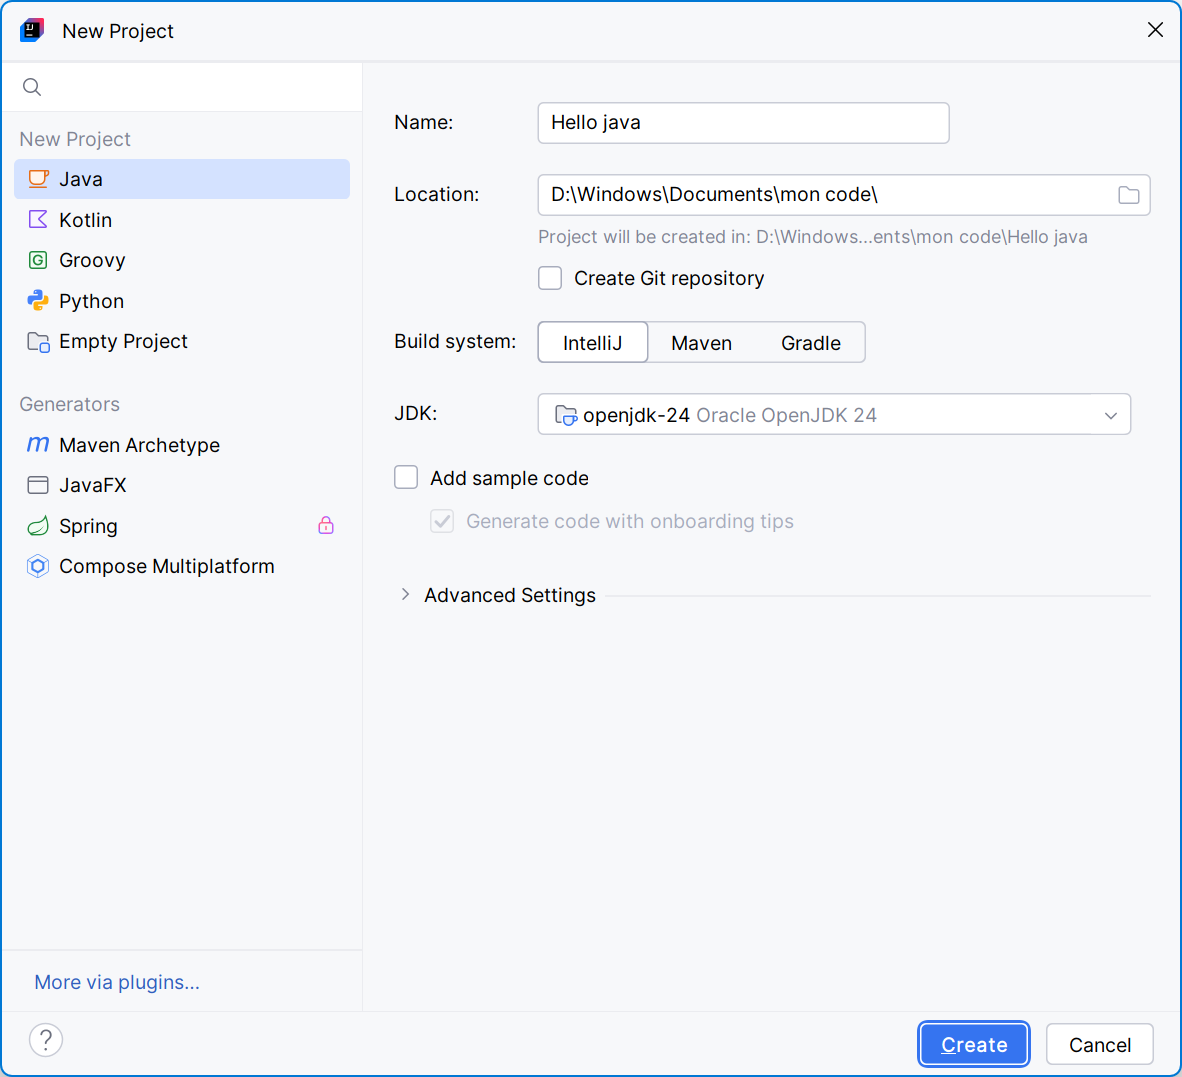 New Project
New Project
Java
Kotlin
Groovy
Python
Empty Project
Generators
Maven Archetype
JavaFX
Spring
Compose Multiplatform
More via plugins...
Name:
Hello java
Location:
D:\Windows\Documents\mon code\
Project will be created in: D:\Windows...ents\mon code\Hello java
Create Git repository
Build system:
IntelliJ
Maven
Gradle
JDK:
openjdk-24 Oracle OpenJDK 24
Add sample code
Generate code with onboarding tips
Advanced Settings
?
Create
Cancel